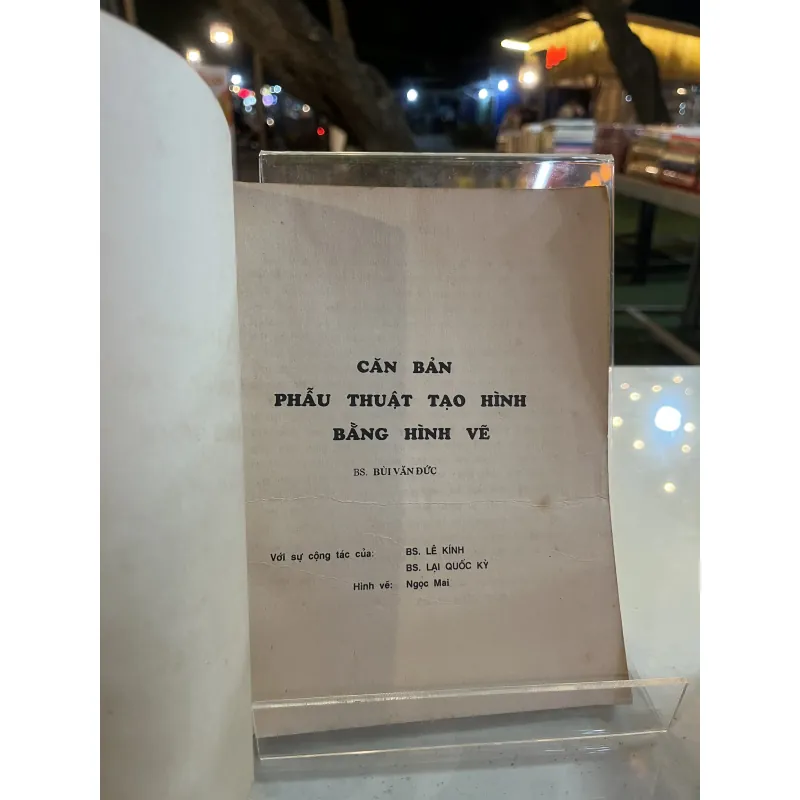 CĂN BẢN
PHẪU THUẬT TẠO HÌNH
BẰNG HÌNH VẼ
BS. BÙI VĂN ĐỨC
Với sự cộng tác của: BS. LÊ KÍNH
BS. LẠI QUỐC KỲ
Hình vẽ: Ngọc Mai